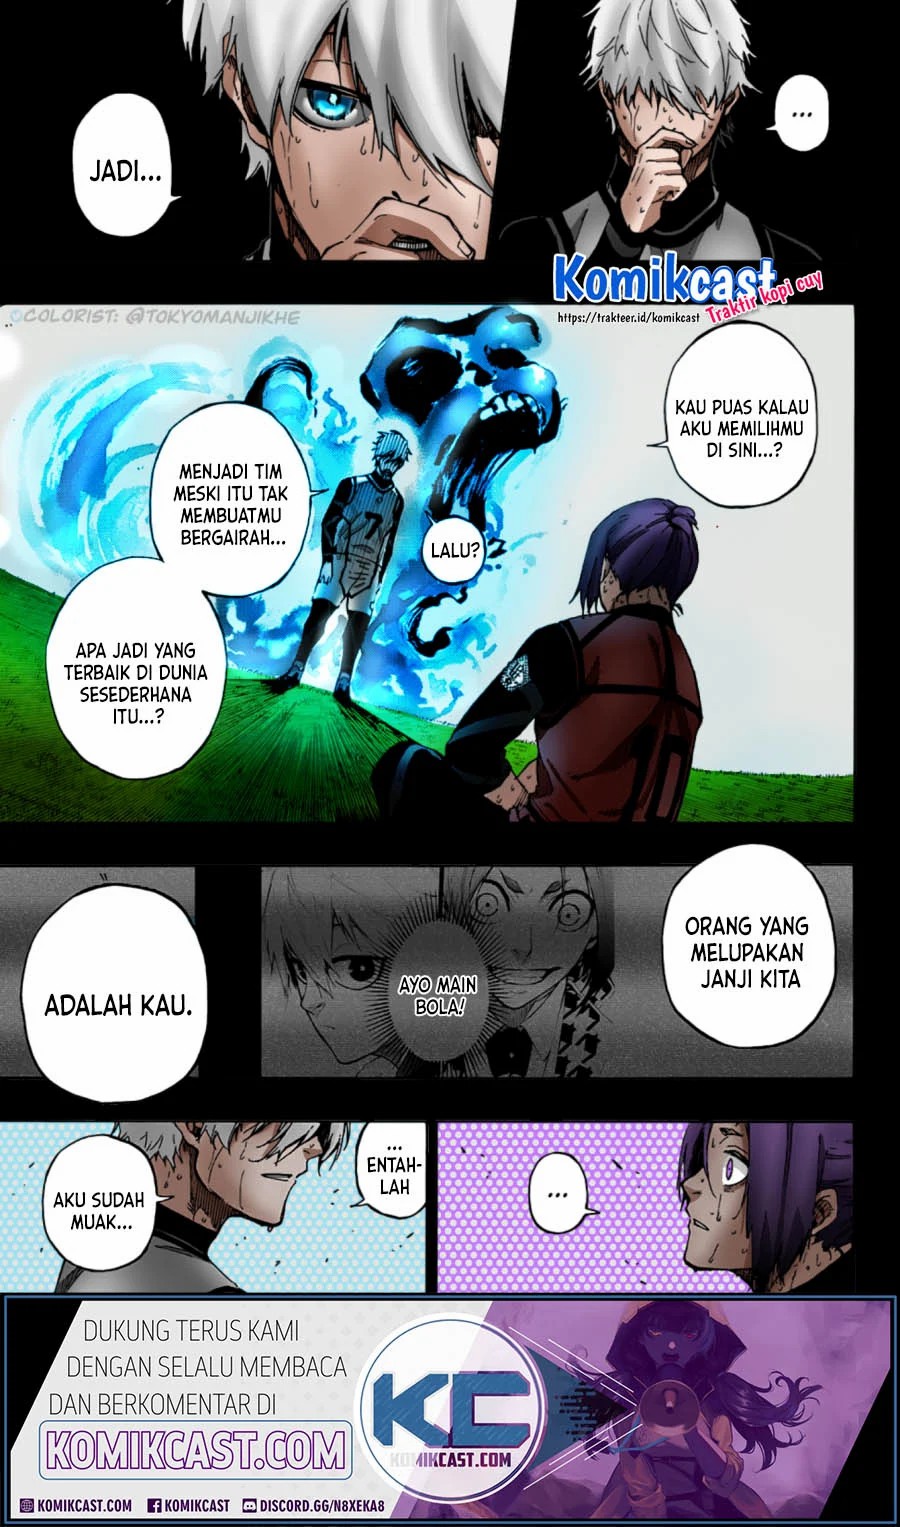 ...
JADI...
Komikcast
https://trakteer.id/komikcast
Traktir kopi cuy
COLORIST: @TOKYOMANJIKHE
KAU PUAS KALAU
AKU MEMILIHMU
DI SINI...?
LALU?
MENJADI TIM
MESKI ITU TAK
MEMBUATMU
BERGAIRAH...
APA JADI YANG
TERBAIK DI DUNIA
SESEDERHANA
ITU...?
7
ORANG YANG
MELUPAKAN
JANJI KITA
AYO MAIN
BOLA!
ADALAH KAU.
...
...
ENTAH-
LAH
AKU SUDAH
MUAK...
DUKUNG TERUS KAMI
DENGAN SELALU MEMBACA
DAN BERKOMENTAR DI
KOMIKCAST.COM
KC
KOMIKCAST.COM
KOMIKCAST.COM
KOMIKCAST
DISCORD.GG/N8XEKA8